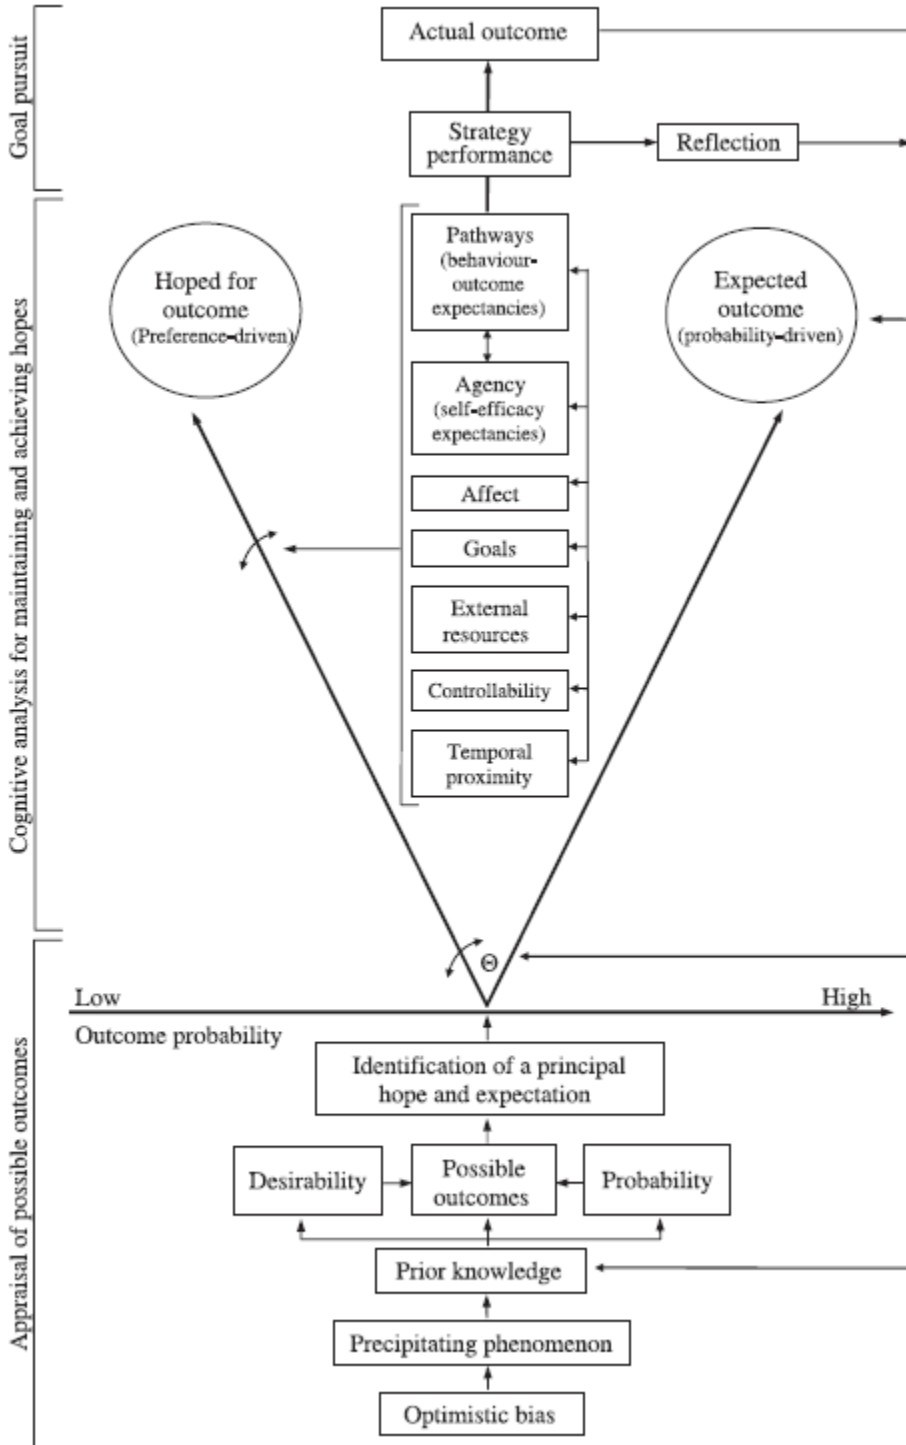 Goal pursuit
Actual outcome
Strategy
performance
Reflection
Cognitive analysis for maintaining and achieving hopes
Hoped for
outcome
(Preference-driven)
Pathways
(behaviour-
outcome
expectancies)
Expected
outcome
(probability-driven)
Agency
(self-efficacy
expectancies)
Affect
Goals
External
resources
Controllability
Temporal
proximity
Θ
Low
High
Outcome probability
Appraisal of possible outcomes
Identification of a principal
hope and expectation
Desirability
Possible
outcomes
Probability
Prior knowledge
Precipitating phenomenon
Optimistic bias